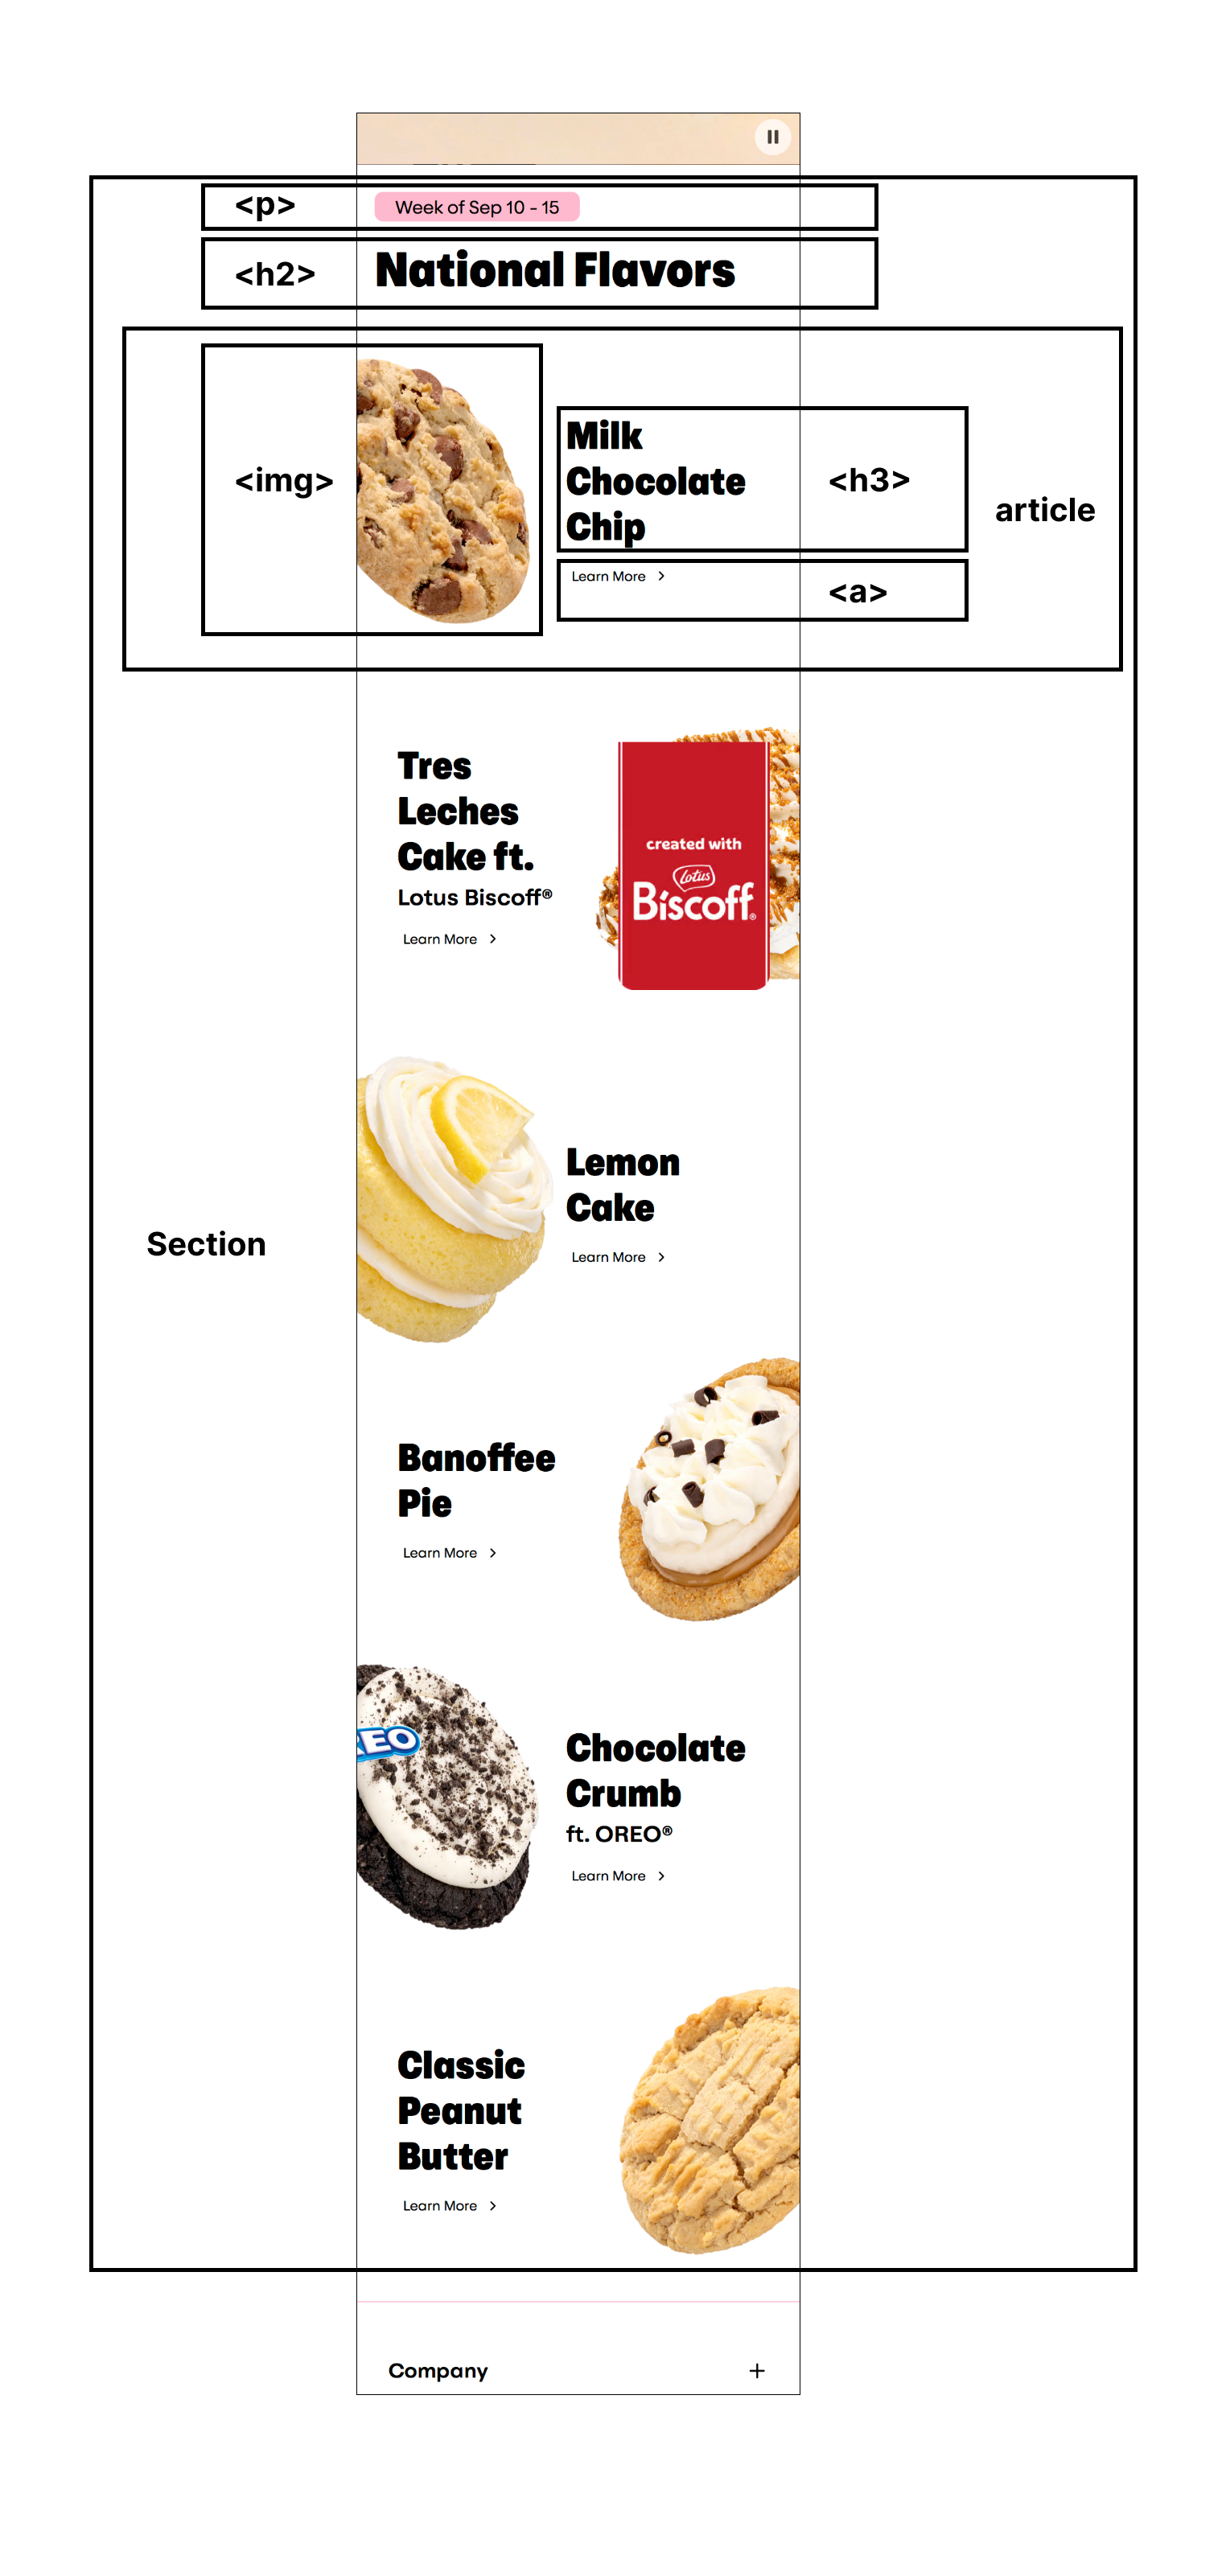 <p>
Week of Sep 10 - 15
<h2>
National Flavors
<img>
Milk
Chocolate
Chip
<h3>
article
Learn More
<a>
Tres
Leches
Cake ft.
Lotus Biscoff®
Learn More
created with
Lotus
Biscoff®
Section
Lemon
Cake
Learn More
Banoffee
Pie
Learn More
EO
Chocolate
Crumb
ft. OREO®
Learn More
Classic
Peanut
Butter
Learn More
Company